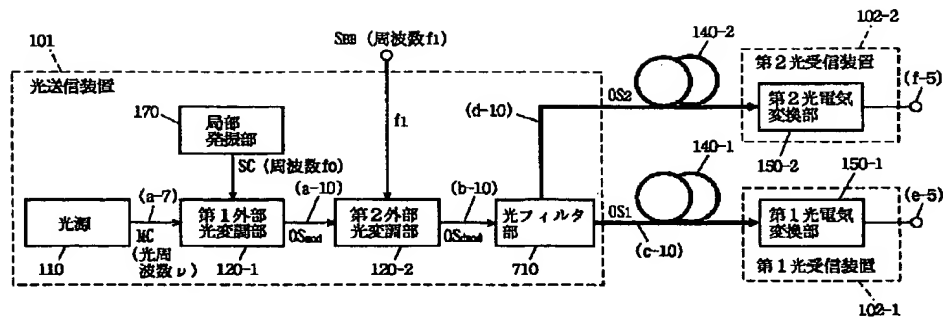 101
SBB (周波数f1)
102-2
光送信装置
140-2
第2光受信装置
(f-5)
170
局部
発振部
f1
(d-10)
OS2
第2光電気
変換部
SC (周波数f0)
150-2
140-1
150-1
(a-7)
(a-10)
(b-10)
(e-5)
光源
第1外部
光変調部
第2外部
光変調部
光フィルタ
部
OS1
第1光電気
変換部
MC
OSmod
OSdmod
(光周
波数ν)
(c-10)
第1光受信装置
110
120-1
120-2
710
102-1